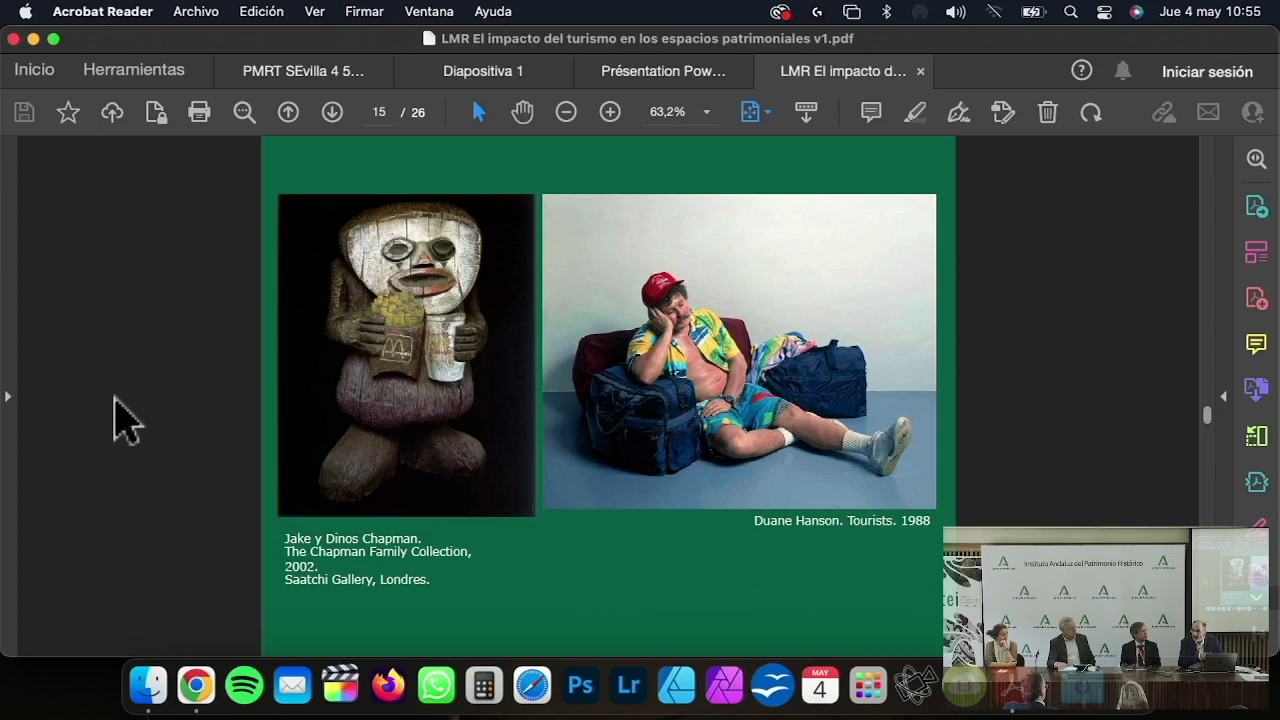 Acrobat Reader Archivo Edición Ver Firmar Ventana Ayuda Jue 4 may 10:55
LMR El impacto del turismo en los espacios patrimoniales v1.pdf
Inicio Herramientas PMRT SEvilla 4 5... Diapositiva 1 Présentation Pow... LMR El impacto d... × Iniciar sesión
15 / 26 63,2%
Jake y Dinos Chapman.
The Chapman Family Collection,
2002.
Saatchi Gallery, Londres.
Duane Hanson. Tourists. 1988
Instituto Andaluz del Patrimonio Histórico
tei
MAY
4
Ps
Lr